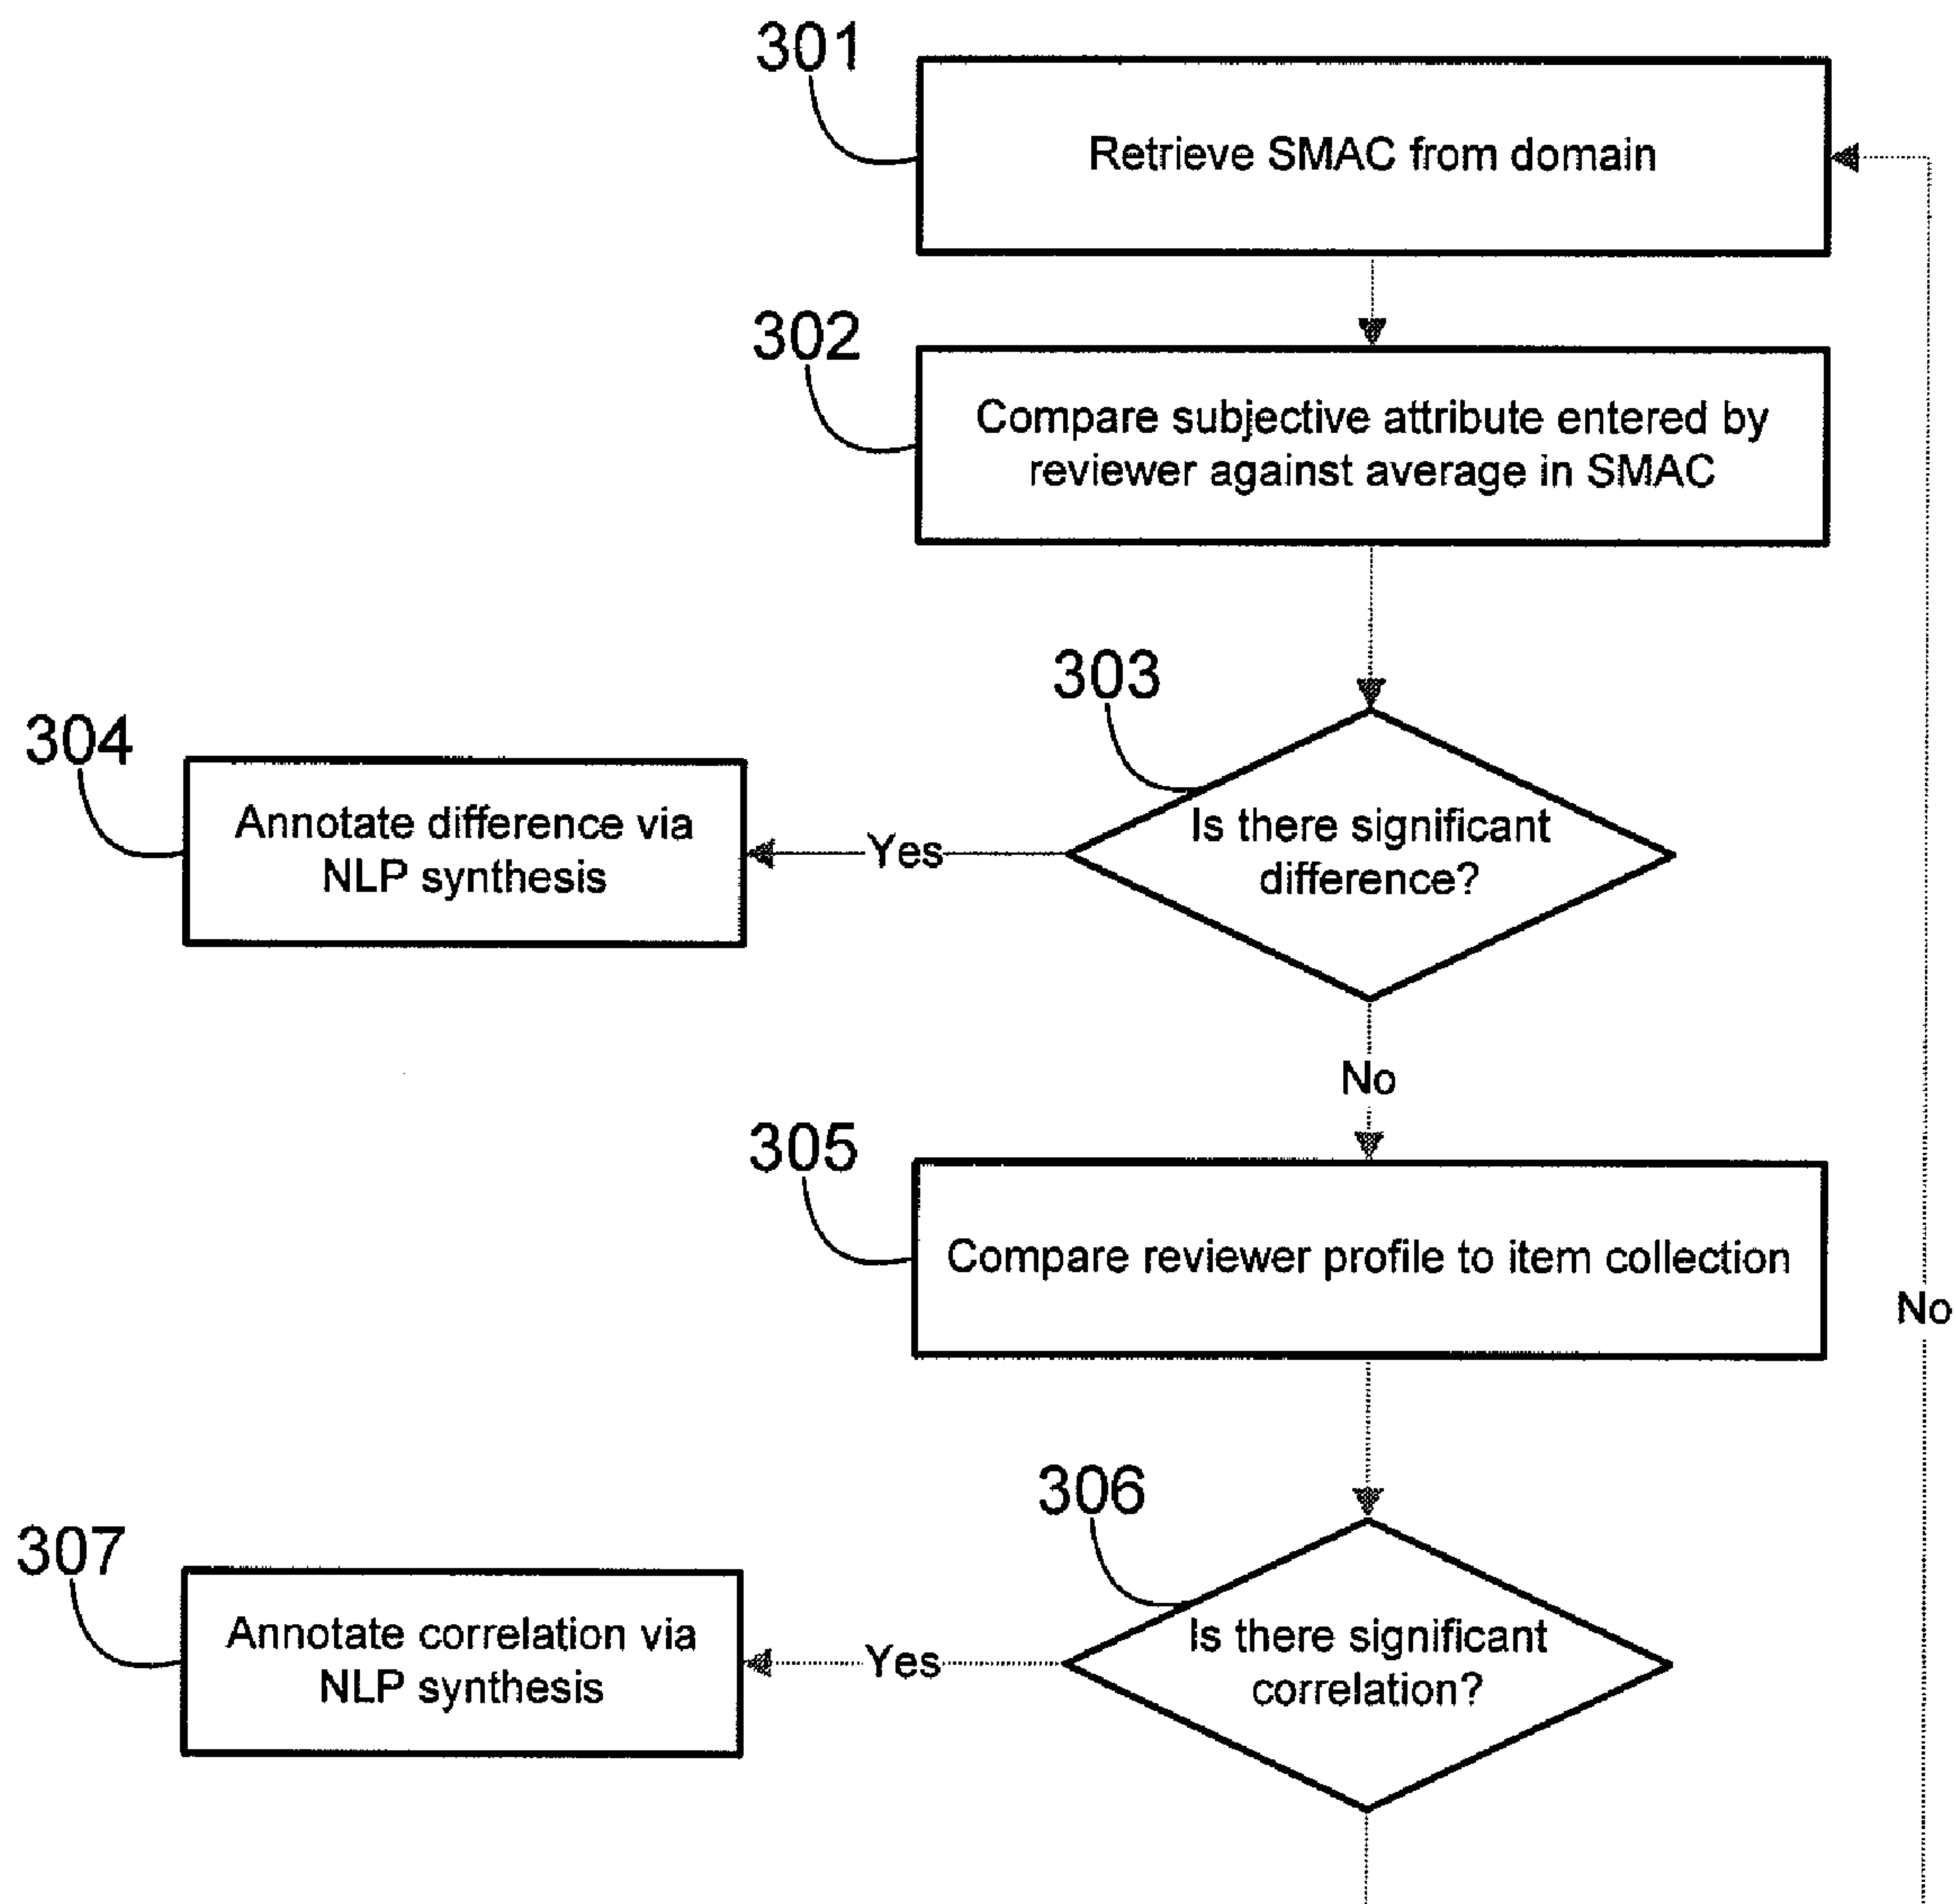 301
Retrieve SMAC from domain
302
Compare subjective attribute entered by
reviewer against average in SMAC
303
304
Is there significant
difference?
Yes
Annotate difference via
NLP synthesis
No
305
Compare reviewer profile to item collection
No
306
307
Is there significant
correlation?
Yes
Annotate correlation via
NLP synthesis